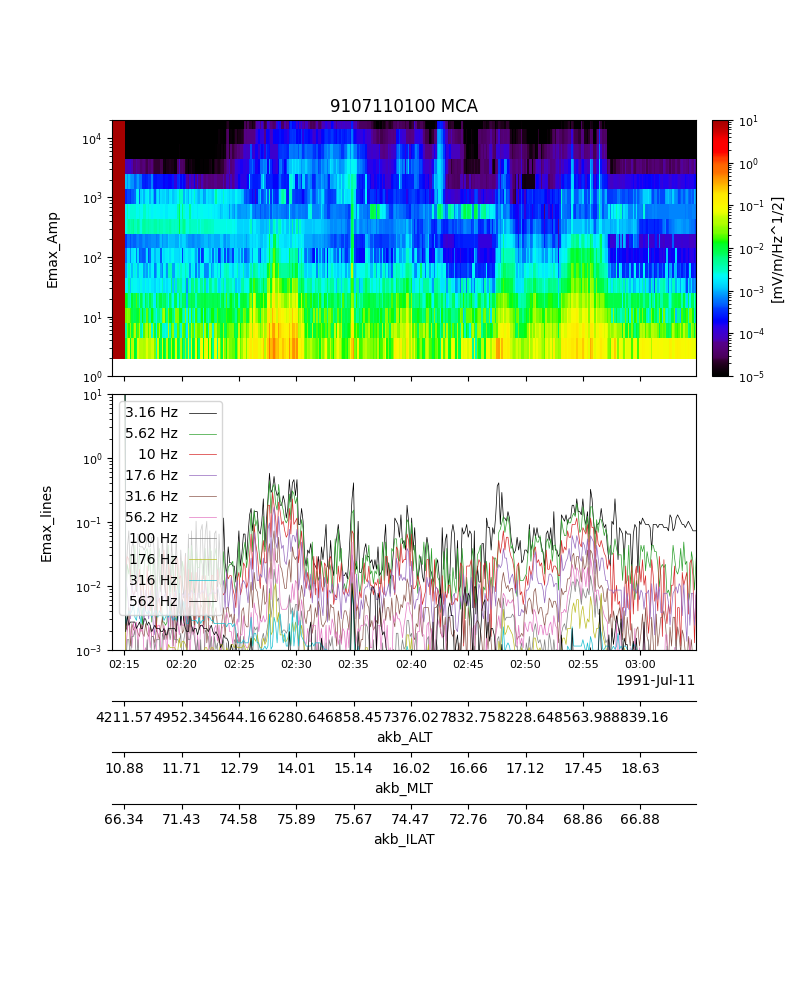 9107110100 MCA
10^4
10^3
10^2
10^1
10^0
Emax_Amp
10^1
10^0
10^-1
10^-2
10^-3
10^-4
10^-5
[mV/m/Hz^1/2]
10^1
10^0
10^-1
10^-2
10^-3
Emax_lines
3.16 Hz
5.62 Hz
10 Hz
17.6 Hz
31.6 Hz
56.2 Hz
100 Hz
176 Hz
316 Hz
562 Hz
02:15 02:20 02:25 02:30 02:35 02:40 02:45 02:50 02:55 03:00
1991-Jul-11
4211.57 4952.34 5644.16 6280.64 6858.45 7376.02 7832.75 8228.64 8563.98 8839.16
akb_ALT
10.88 11.71 12.79 14.01 15.14 16.02 16.66 17.12 17.45 18.63
akb_MLT
66.34 71.43 74.58 75.89 75.67 74.47 72.76 70.84 68.86 66.88
akb_ILAT